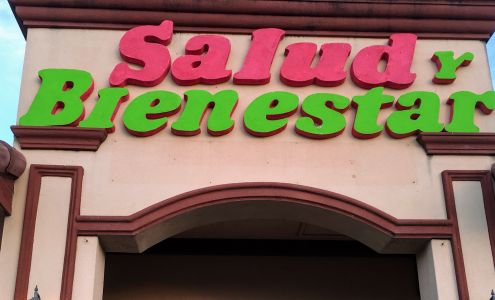 Salud y
Bienestar